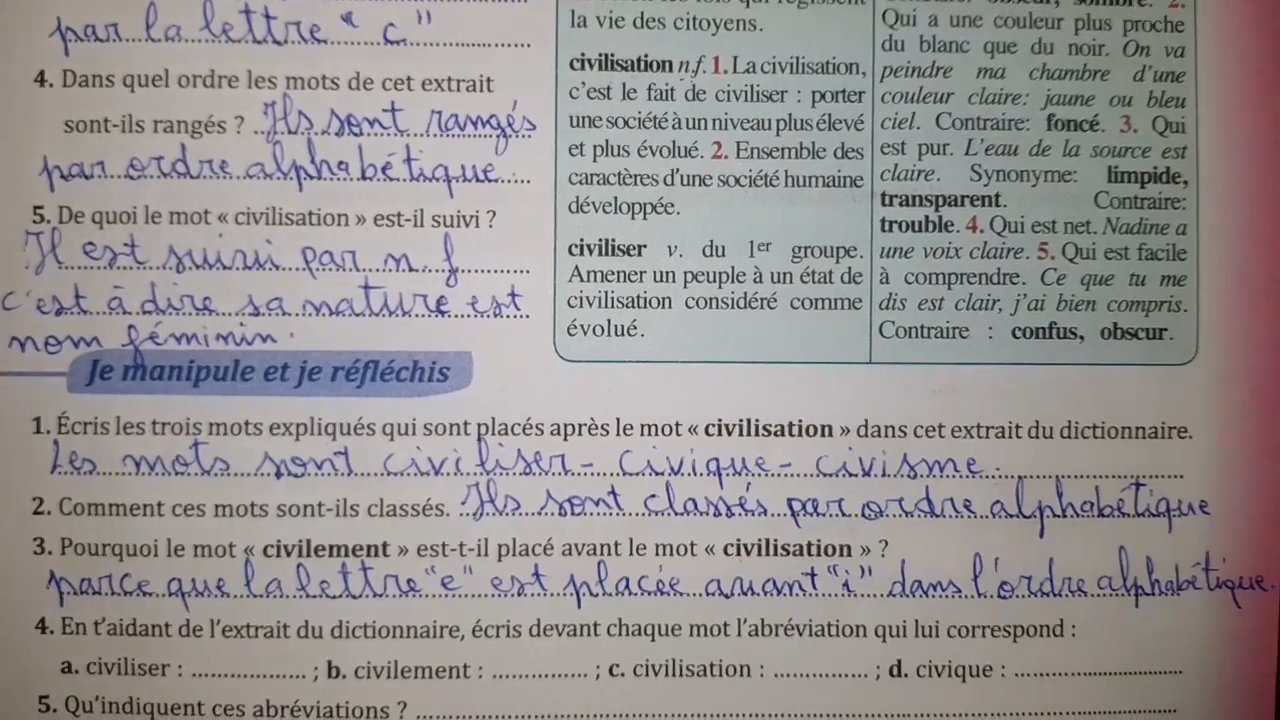 par la lettre " c "
4. Dans quel ordre les mots de cet extrait
sont-ils rangés ? Ils sont rangés
par ordre alphabétique
5. De quoi le mot « civilisation » est-il suivi ?
Il est suivi par n. f
c'est à dire sa nature est
nom féminin.
la vie des citoyens.
civilisation n.f. 1. La civilisation,
c'est le fait de civiliser : porter
une société à un niveau plus élevé
et plus évolué. 2. Ensemble des
caractères d'une société humaine
développée.
civiliser v. du 1er groupe.
Amener un peuple à un état de
civilisation considéré comme
évolué.
Qui a une couleur plus proche
du blanc que du noir. On va
peindre ma chambre d'une
couleur claire: jaune ou bleu
ciel. Contraire: foncé. 3. Qui
est pur. L'eau de la source est
claire. Synonyme: limpide,
transparent. Contraire:
trouble. 4. Qui est net. Nadine a
une voix claire. 5. Qui est facile
à comprendre. Ce que tu me
dis est clair, j'ai bien compris.
Contraire : confus, obscur.
Je manipule et je réfléchis
1. Écris les trois mots expliqués qui sont placés après le mot « civilisation » dans cet extrait du dictionnaire.
Les mots sont civiliser - civique - civisme.
2. Comment ces mots sont-ils classés. Ils sont classés par ordre alphabétique
3. Pourquoi le mot « civilement » est-t-il placé avant le mot « civilisation » ?
parce que la lettre "e" est placée avant "i" dans l'ordre alphabétique.
4. En t'aidant de l'extrait du dictionnaire, écris devant chaque mot l'abréviation qui lui correspond :
a. civiliser : .................... ; b. civilement : ................. ; c. civilisation : ................. ; d. civique : ..............................
5. Qu'indiquent ces abréviations ? ..............................